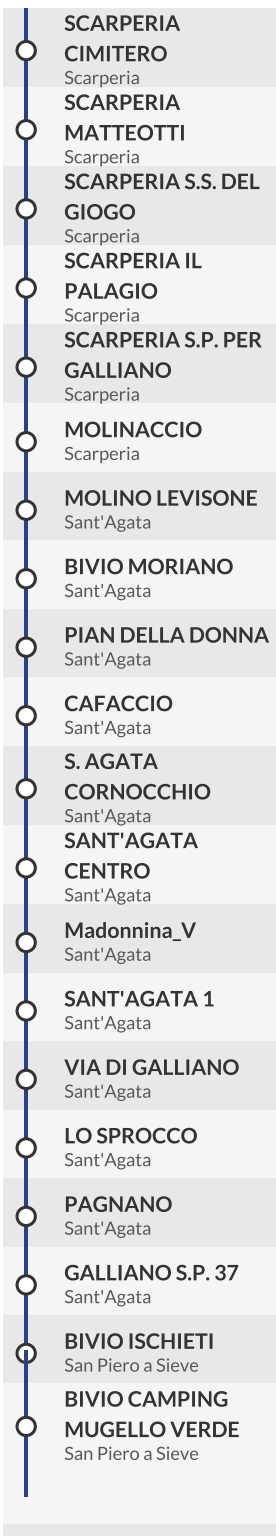 SCARPERIA
CIMITERO
Scarperia
SCARPERIA
MATTEOTTI
Scarperia
SCARPERIA S.S. DEL
GIOGO
Scarperia
SCARPERIA IL
PALAGIO
Scarperia
SCARPERIA S.P. PER
GALLIANO
Scarperia
MOLINACCIO
Scarperia
MOLINO LEVISONE
Sant'Agata
BIVIO MORIANO
Sant'Agata
PIAN DELLA DONNA
Sant'Agata
CAFACCIO
Sant'Agata
S. AGATA
CORNOCCHIO
Sant'Agata
SANT'AGATA
CENTRO
Sant'Agata
Madonnina_V
Sant'Agata
SANT'AGATA 1
Sant'Agata
VIA DI GALLIANO
Sant'Agata
LO SPROCCO
Sant'Agata
PAGNANO
Sant'Agata
GALLIANO S.P. 37
Sant'Agata
BIVIO ISCHIETI
San Piero a Sieve
BIVIO CAMPING
MUGELLO VERDE
San Piero a Sieve